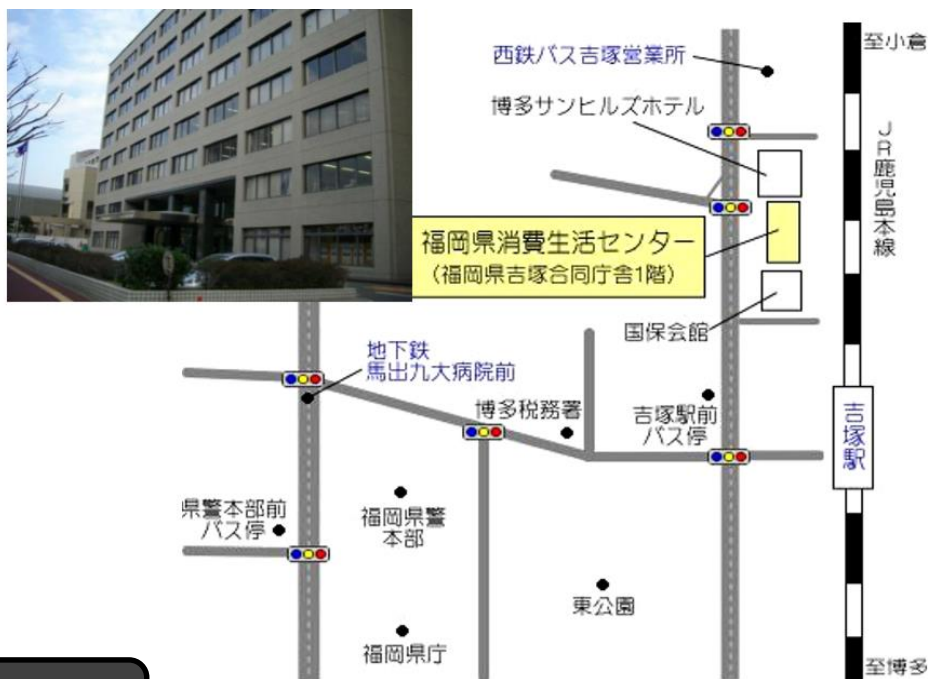 至小倉
西鉄バス吉塚営業所
博多サンヒルズホテル
JR鹿児島本線
福岡県消費生活センター
(福岡県吉塚合同庁舎1階)
国保会館
地下鉄
馬出九大病院前
博多税務署
吉塚駅前
バス停
吉塚駅
県警本部前
バス停
福岡県警
本部
東公園
福岡県庁
至博多